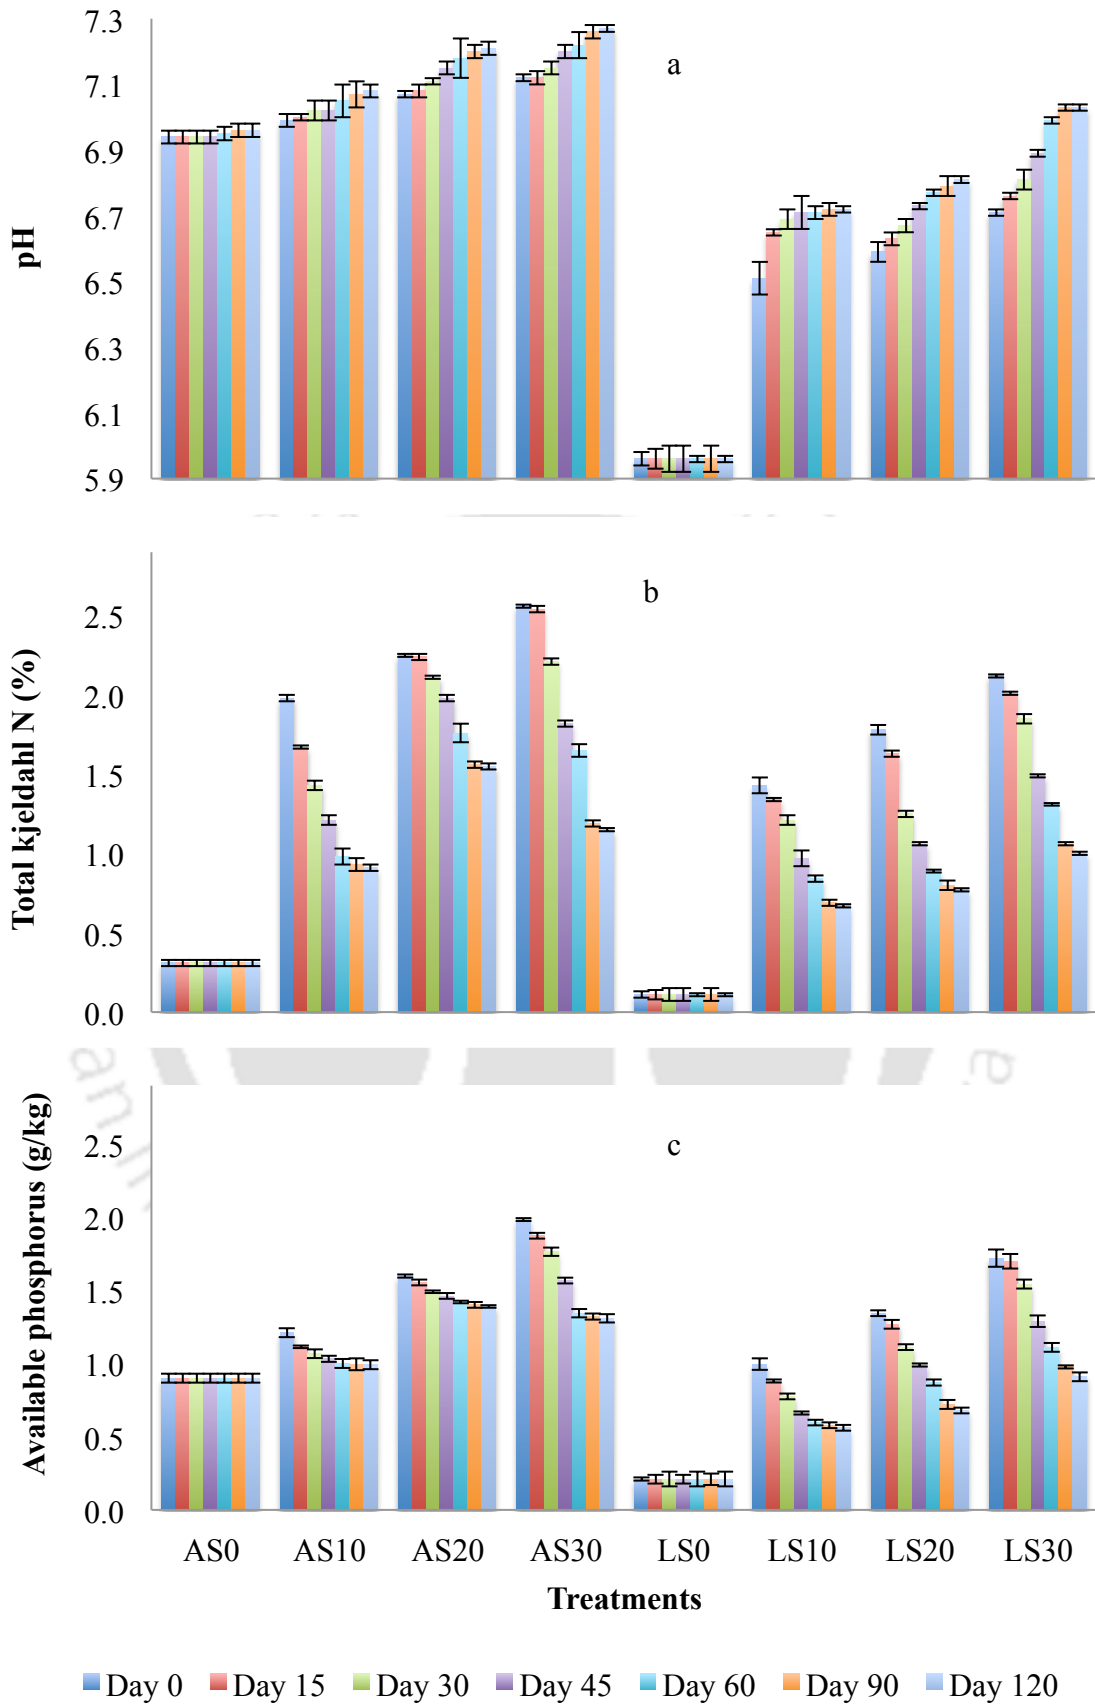 7.3
7.1
6.9
6.7
6.5
6.3
6.1
5.9
pH
a
2.5
2.0
1.5
1.0
0.5
0.0
Total kjeldahl N (%)
b
2.5
2.0
1.5
1.0
0.5
0.0
Available phosphorus (g/kg)
c
AS0 AS10 AS20 AS30 LS0 LS10 LS20 LS30
Treatments
Day 0 Day 15 Day 30 Day 45 Day 60 Day 90 Day 120